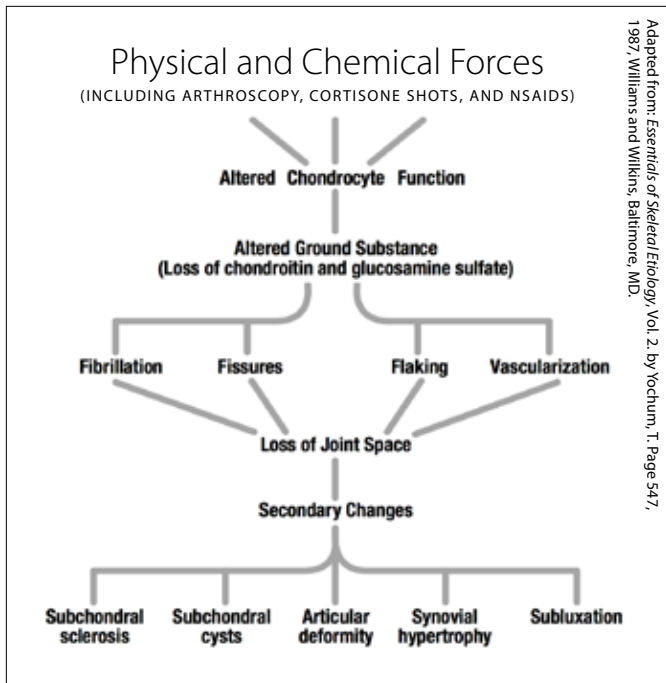 Physical and Chemical Forces
(INCLUDING ARTHROSCOPY, CORTISONE SHOTS, AND NSAIDS)
Altered Chondrocyte Function
Altered Ground Substance
(Loss of chondroitin and glucosamine sulfate)
Fibrillation Fissures Flaking Vascularization
Loss of Joint Space
Secondary Changes
Subchondral sclerosis
Subchondral cysts
Articular deformity
Synovial hypertrophy
Subluxation
Adapted from: Essentials of Skeletal Etiology, Vol. 2. by Yochum, T. Page 547,
1987, Williams and Wilkins, Baltimore, MD.